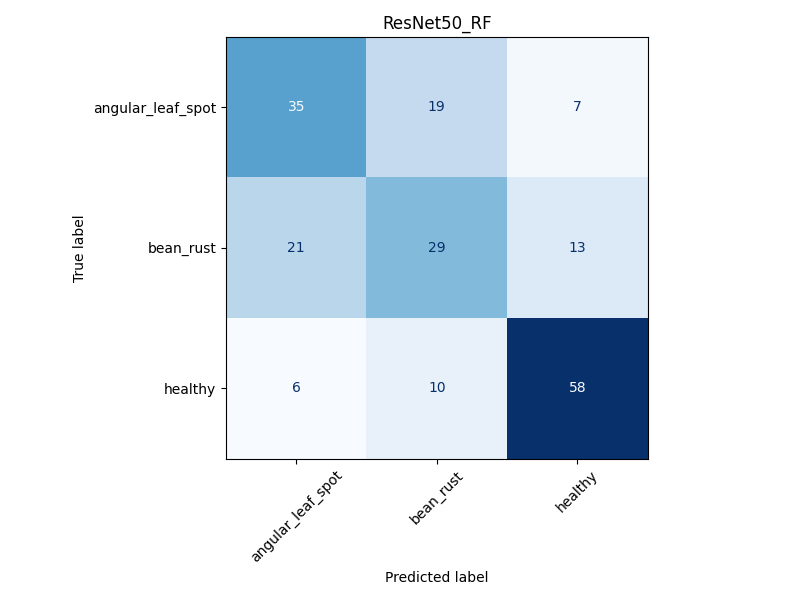 ResNet50_RF
True label
angular_leaf_spot 35 19 7
bean_rust 21 29 13
healthy 6 10 58
angular_leaf_spot bean_rust healthy
Predicted label